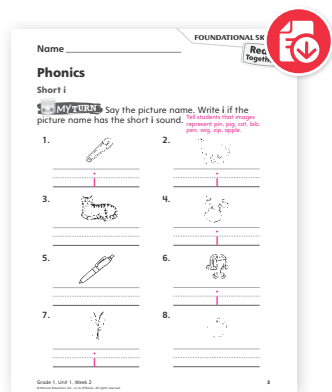 FOUNDATIONAL SK
Name
Phonics
Short i
MY TURN Say the picture name. Write i if the
picture name has the short i sound.
Tell students that images
represent pin, pig, cat, bib,
pen, wig, zip, apple.
1.
i
2.
i
3.
4.
i
5.
6.
i
7.
i
8.
Grade 1, Unit 1, Week 2
3